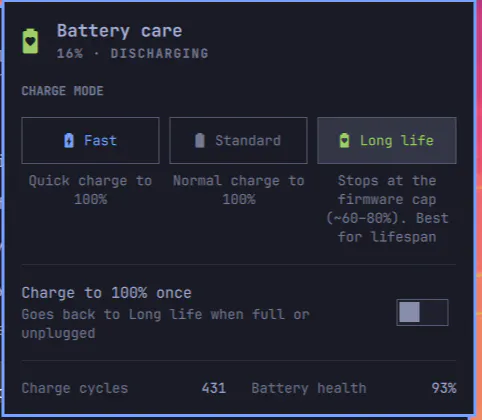 Battery care
16% · DISCHARGING
CHARGE MODE
Fast
Standard
Long life
Quick charge to
100%
Normal charge to
100%
Stops at the
firmware cap
(~60–80%). Best
for lifespan
Charge to 100% once
Goes back to Long life when full or
unplugged
Charge cycles 431 Battery health 93%